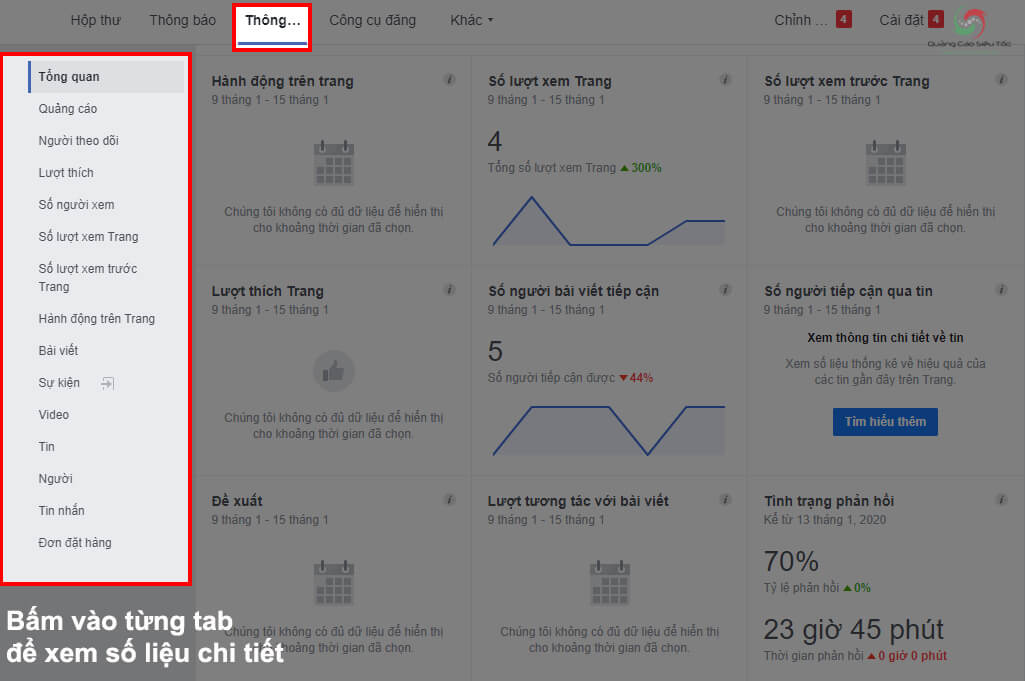 Hộp thư
Thông báo
Thông...
Công cụ đăng
Khác
Chỉnh ... 4
Cài đặt 4
Quảng Cáo Siêu Tốc
Tổng quan
Quảng cáo
Người theo dõi
Lượt thích
Số người xem
Số lượt xem Trang
Số lượt xem trước
Trang
Hành động trên Trang
Bài viết
Sự kiện
Video
Tin
Người
Tin nhắn
Đơn đặt hàng
Bấm vào từng tab
để xem số liệu chi tiết
Hành động trên trang
9 tháng 1 - 15 tháng 1
Chúng tôi không có đủ dữ liệu để hiển thị
cho khoảng thời gian đã chọn.
Số lượt xem Trang
9 tháng 1 - 15 tháng 1
4
Tổng số lượt xem Trang ▲300%
Số lượt xem trước Trang
9 tháng 1 - 15 tháng 1
Chúng tôi không có đủ dữ liệu để hiển thị
cho khoảng thời gian đã chọn.
Lượt thích Trang
9 tháng 1 - 15 tháng 1
Chúng tôi không có đủ dữ liệu để hiển thị
cho khoảng thời gian đã chọn.
Số người bài viết tiếp cận
9 tháng 1 - 15 tháng 1
5
Số người tiếp cận được ▼44%
Số người tiếp cận qua tin
9 tháng 1 - 15 tháng 1
Xem thông tin chi tiết về tin
Xem số liệu thống kê về hiệu quả của
các tin gần đây trên Trang.
Tìm hiểu thêm
Đề xuất
9 tháng 1 - 15 tháng 1
Chúng tôi không có đủ dữ liệu để hiển thị
cho khoảng thời gian đã chọn.
Lượt tương tác với bài viết
9 tháng 1 - 15 tháng 1
Chúng tôi không có đủ dữ liệu để hiển thị
cho khoảng thời gian đã chọn.
Tình trạng phản hồi
Kể từ 13 tháng 1, 2020
70%
Tỷ lệ phản hồi ▲0%
23 giờ 45 phút
Thời gian phản hồi ▲0 giờ 0 phút